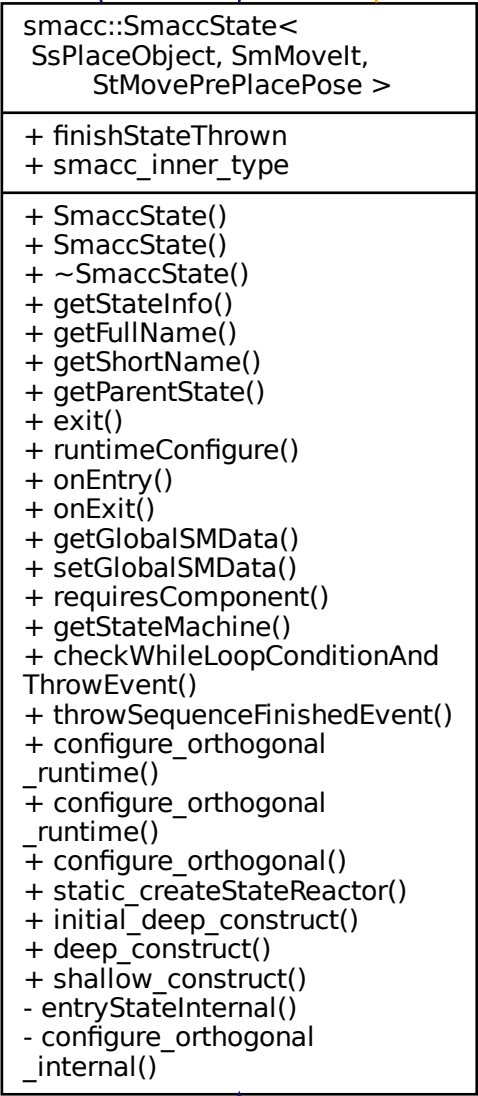 smacc::SmaccState<
SsPlaceObject, SmMoveIt,
StMovePrePlacePose >
+ finishStateThrown
+ smacc_inner_type
+ SmaccState()
+ SmaccState()
+ ~SmaccState()
+ getStateInfo()
+ getFullName()
+ getShortName()
+ getParentState()
+ exit()
+ runtimeConfigure()
+ onEntry()
+ onExit()
+ getGlobalSMData()
+ setGlobalSMData()
+ requiresComponent()
+ getStateMachine()
+ checkWhileLoopConditionAnd
ThrowEvent()
+ throwSequenceFinishedEvent()
+ configure_orthogonal
_runtime()
+ configure_orthogonal
_runtime()
+ configure_orthogonal()
+ static_createStateReactor()
+ initial_deep_construct()
+ deep_construct()
+ shallow_construct()
- entryStateInternal()
- configure_orthogonal
_internal()